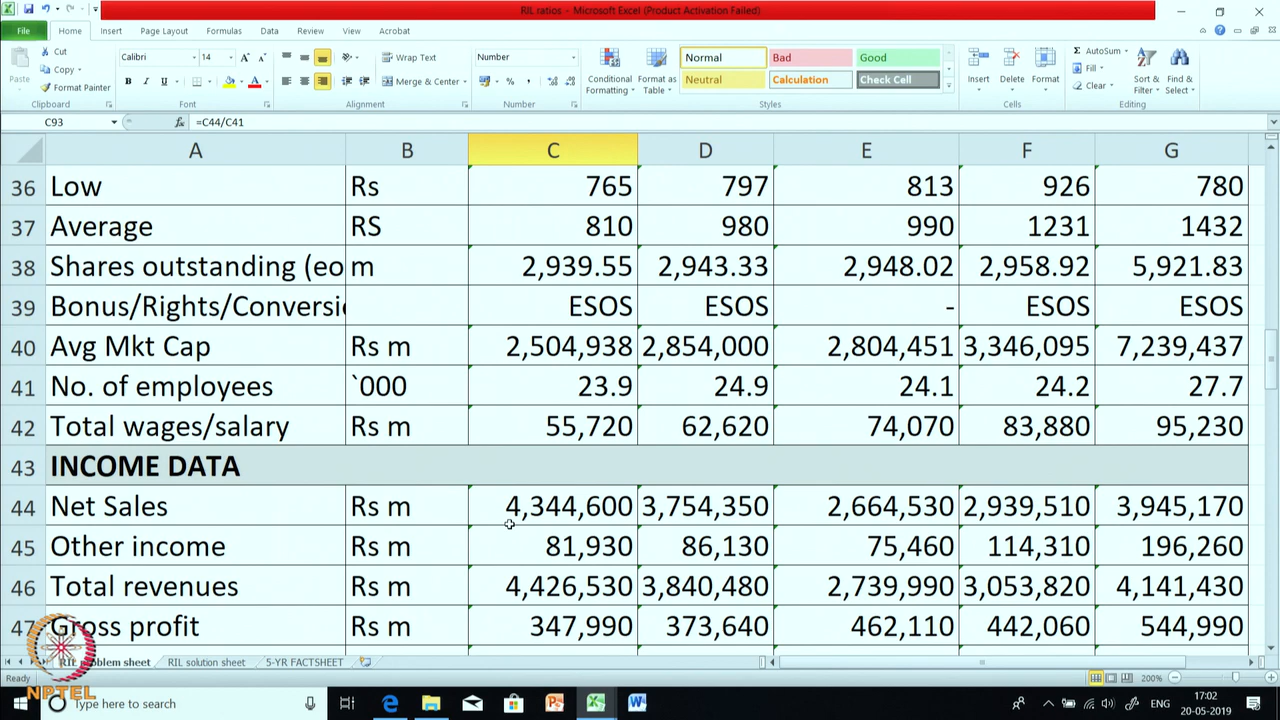 RIL ratios - Microsoft Excel (Product Activation Failed)
File Home Insert Page Layout Formulas Data Review View Acrobat
Paste
Cut
Copy
Format Painter
Clipboard
Calibri 14
B I U
Font
Wrap Text
Merge & Center
Alignment
Number
Number
Conditional Formatting
Format as Table
Normal Bad Good
Neutral Calculation Check Cell
Styles
Insert Delete Format
Cells
AutoSum
Fill
Clear
Sort & Filter
Find & Select
Editing
C93 fx =C44/C41
A B C D E F G
36 Low Rs 765 797 813 926 780
37 Average RS 810 980 990 1231 1432
38 Shares outstanding (eo m 2,939.55 2,943.33 2,948.02 2,958.92 5,921.83
39 Bonus/Rights/Conversi ESOS ESOS - ESOS ESOS
40 Avg Mkt Cap Rs m 2,504,938 2,854,000 2,804,451 3,346,095 7,239,437
41 No. of employees `000 23.9 24.9 24.1 24.2 27.7
42 Total wages/salary Rs m 55,720 62,620 74,070 83,880 95,230
43 INCOME DATA
44 Net Sales Rs m 4,344,600 3,754,350 2,664,530 2,939,510 3,945,170
45 Other income Rs m 81,930 86,130 75,460 114,310 196,260
46 Total revenues Rs m 4,426,530 3,840,480 2,739,990 3,053,820 4,141,430
47 Gross profit Rs m 347,990 373,640 462,110 442,060 544,990
RIL problem sheet RIL solution sheet 5-YR FACTSHEET
Ready 200%
NPTEL
Type here to search
ENG
17:02
20-05-2019